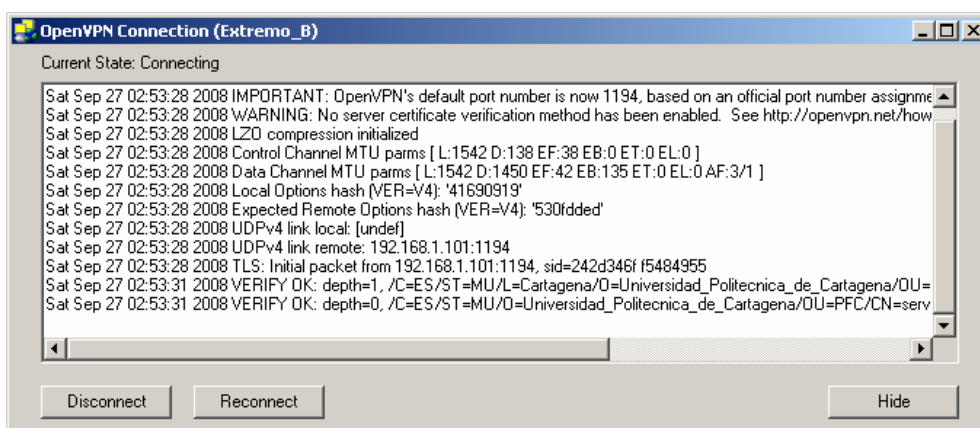 OpenVPN Connection (Extremo_B)
Current State: Connecting
Sat Sep 27 02:53:28 2008 IMPORTANT: OpenVPN's default port number is now 1194, based on an official port number assignme
Sat Sep 27 02:53:28 2008 WARNING: No server certificate verification method has been enabled.  See http://openvpn.net/how
Sat Sep 27 02:53:28 2008 LZO compression initialized
Sat Sep 27 02:53:28 2008 Control Channel MTU parms [ L:1542 D:138 EF:38 EB:0 ET:0 EL:0 ]
Sat Sep 27 02:53:28 2008 Data Channel MTU parms [ L:1542 D:1450 EF:42 EB:135 ET:0 EL:0 AF:3/1 ]
Sat Sep 27 02:53:28 2008 Local Options hash (VER=V4): '41690919'
Sat Sep 27 02:53:28 2008 Expected Remote Options hash (VER=V4): '530fdded'
Sat Sep 27 02:53:28 2008 UDPv4 link local: [undef]
Sat Sep 27 02:53:28 2008 UDPv4 link remote: 192.168.1.101:1194
Sat Sep 27 02:53:28 2008 TLS: Initial packet from 192.168.1.101:1194, sid=242d346f f5484955
Sat Sep 27 02:53:31 2008 VERIFY OK: depth=1, /C=ES/ST=MU/L=Cartagena/O=Universidad_Politecnica_de_Cartagena/OU=
Sat Sep 27 02:53:31 2008 VERIFY OK: depth=0, /C=ES/ST=MU/O=Universidad_Politecnica_de_Cartagena/OU=PFC/CN=serv
Disconnect
Reconnect
Hide